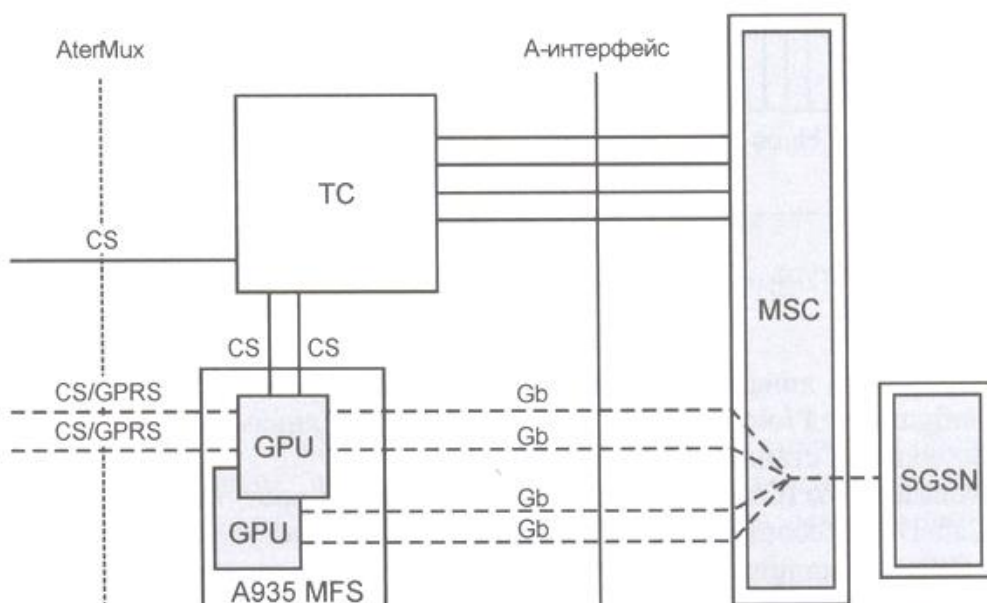 AterMux
А-интерфейс
TC
CS
MSC
CS
CS
CS/GPRS
Gb
CS/GPRS
GPU
Gb
SGSN
Gb
GPU
Gb
A935 MFS